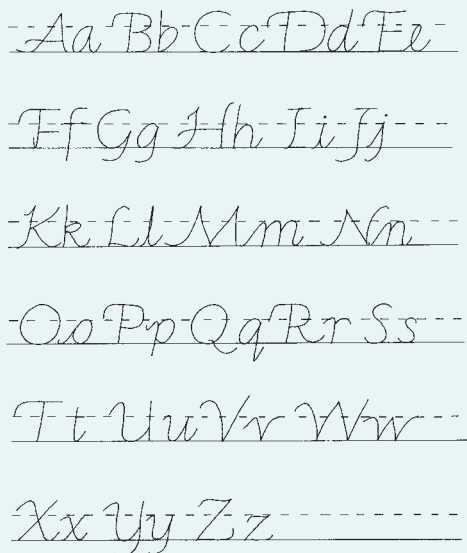 Aa Bb Cc Dd Ee
Ff Gg Hh Ii Jj
Kk Ll Mm Nn
Oo Pp Qq Rr Ss
Tt Uu Vv Ww
Xx Yy Zz